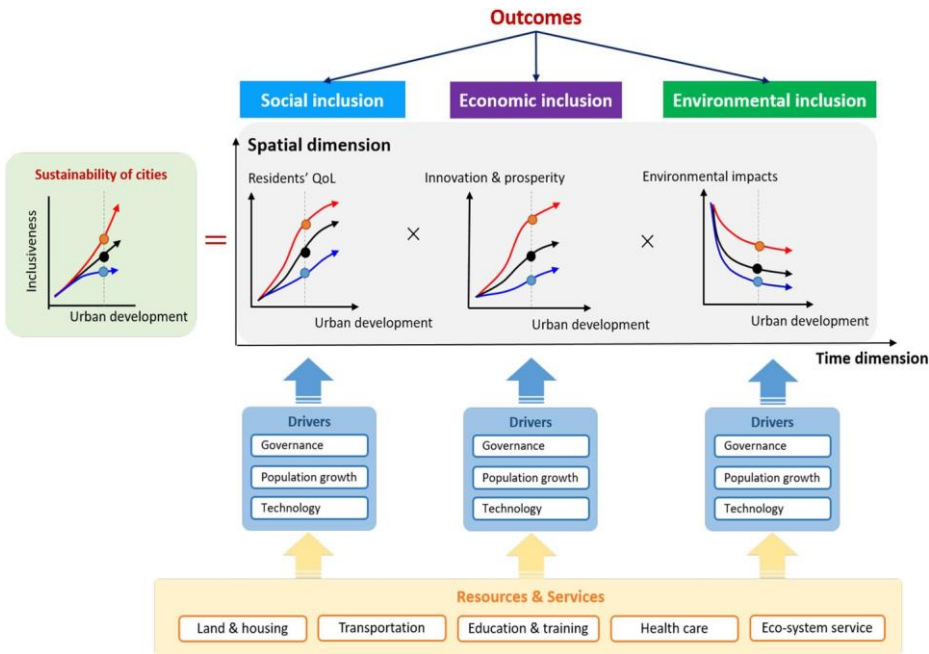 Outcomes
Social inclusion
Economic inclusion
Environmental inclusion
Spatial dimension
Sustainability of cities
Inclusiveness
Urban development
=
Residents' QoL
Urban development
×
Innovation & prosperity
Urban development
×
Environmental impacts
Urban development
Time dimension
Drivers
Governance
Population growth
Technology
Drivers
Governance
Population growth
Technology
Drivers
Governance
Population growth
Technology
Resources & Services
Land & housing
Transportation
Education & training
Health care
Eco-system service